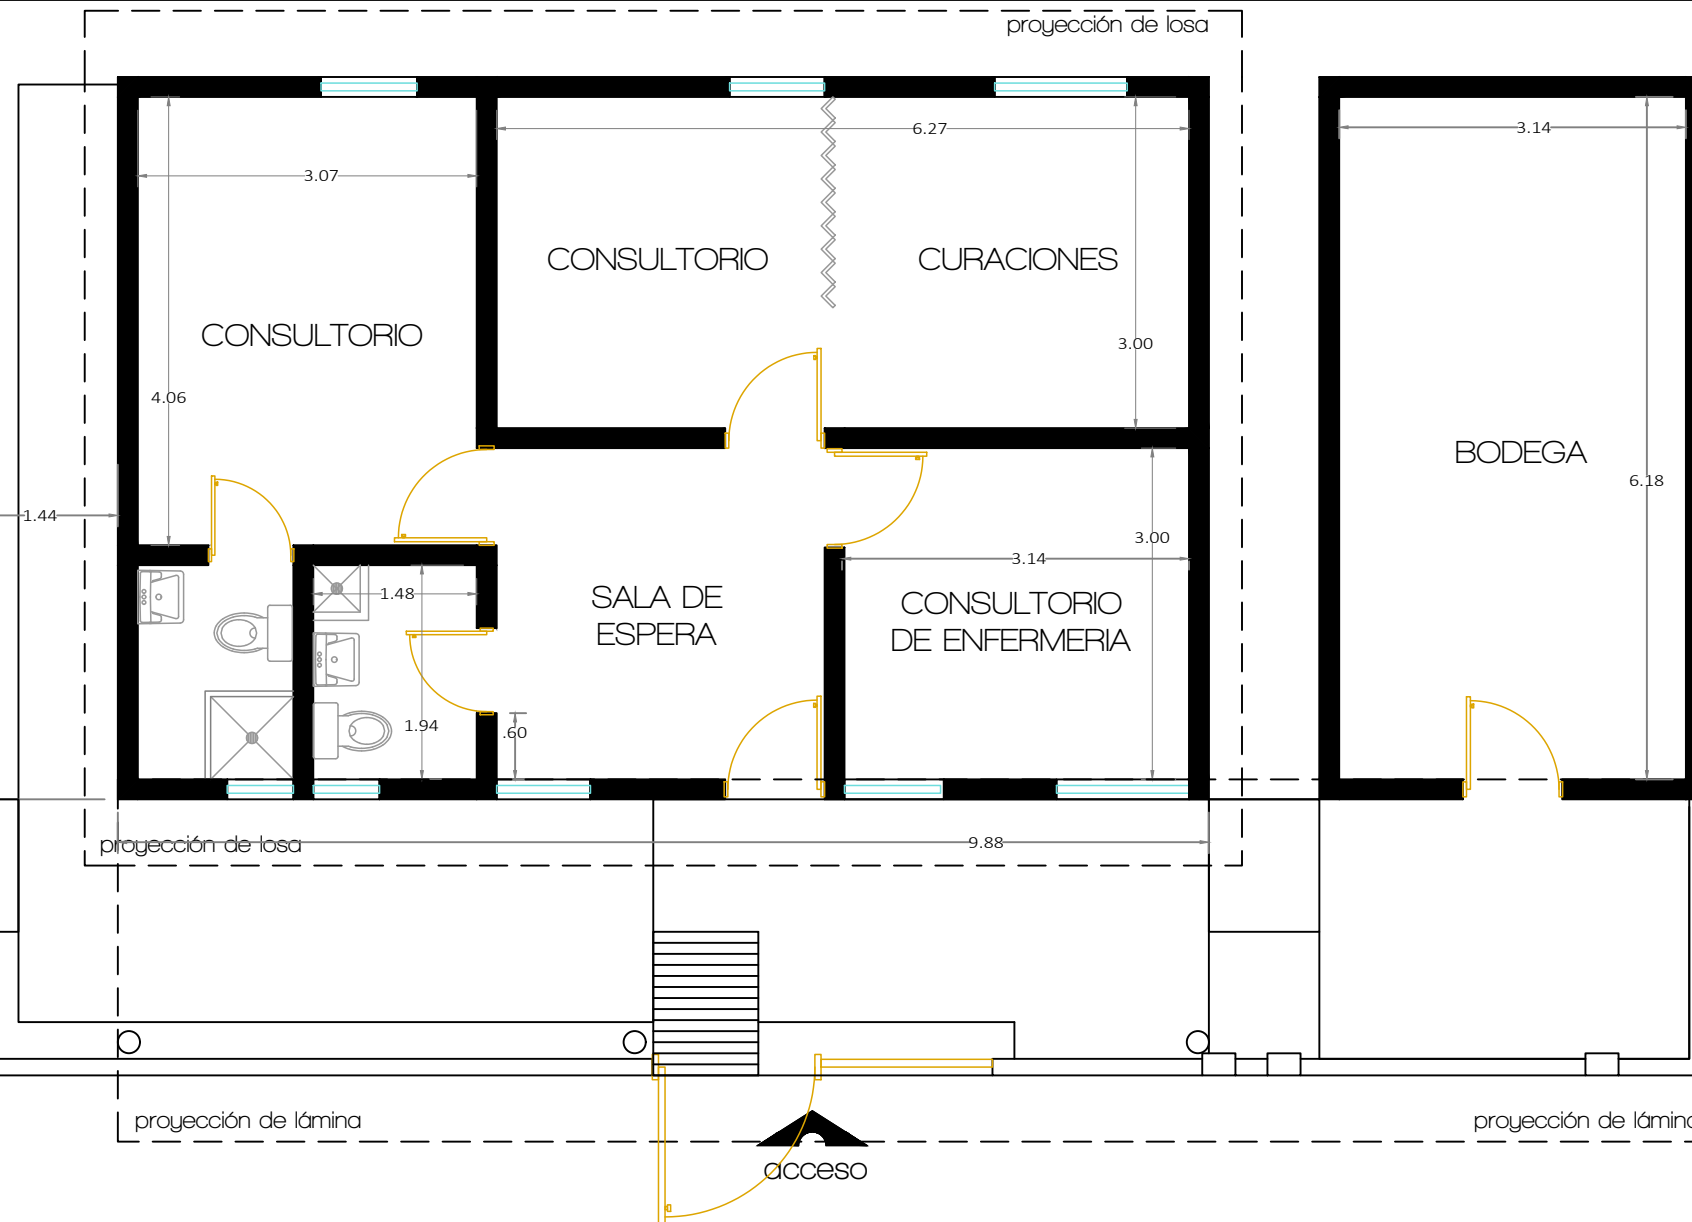 proyección de losa
6.27
3.14
3.07
CONSULTORIO
CURACIONES
CONSULTORIO
3.00
4.06
BODEGA
6.18
1.44
3.00
3.14
1.48
SALA DE
ESPERA
CONSULTORIO
DE ENFERMERIA
1.94
.60
proyección de losa
9.88
proyección de lámina
proyección de lámina
acceso